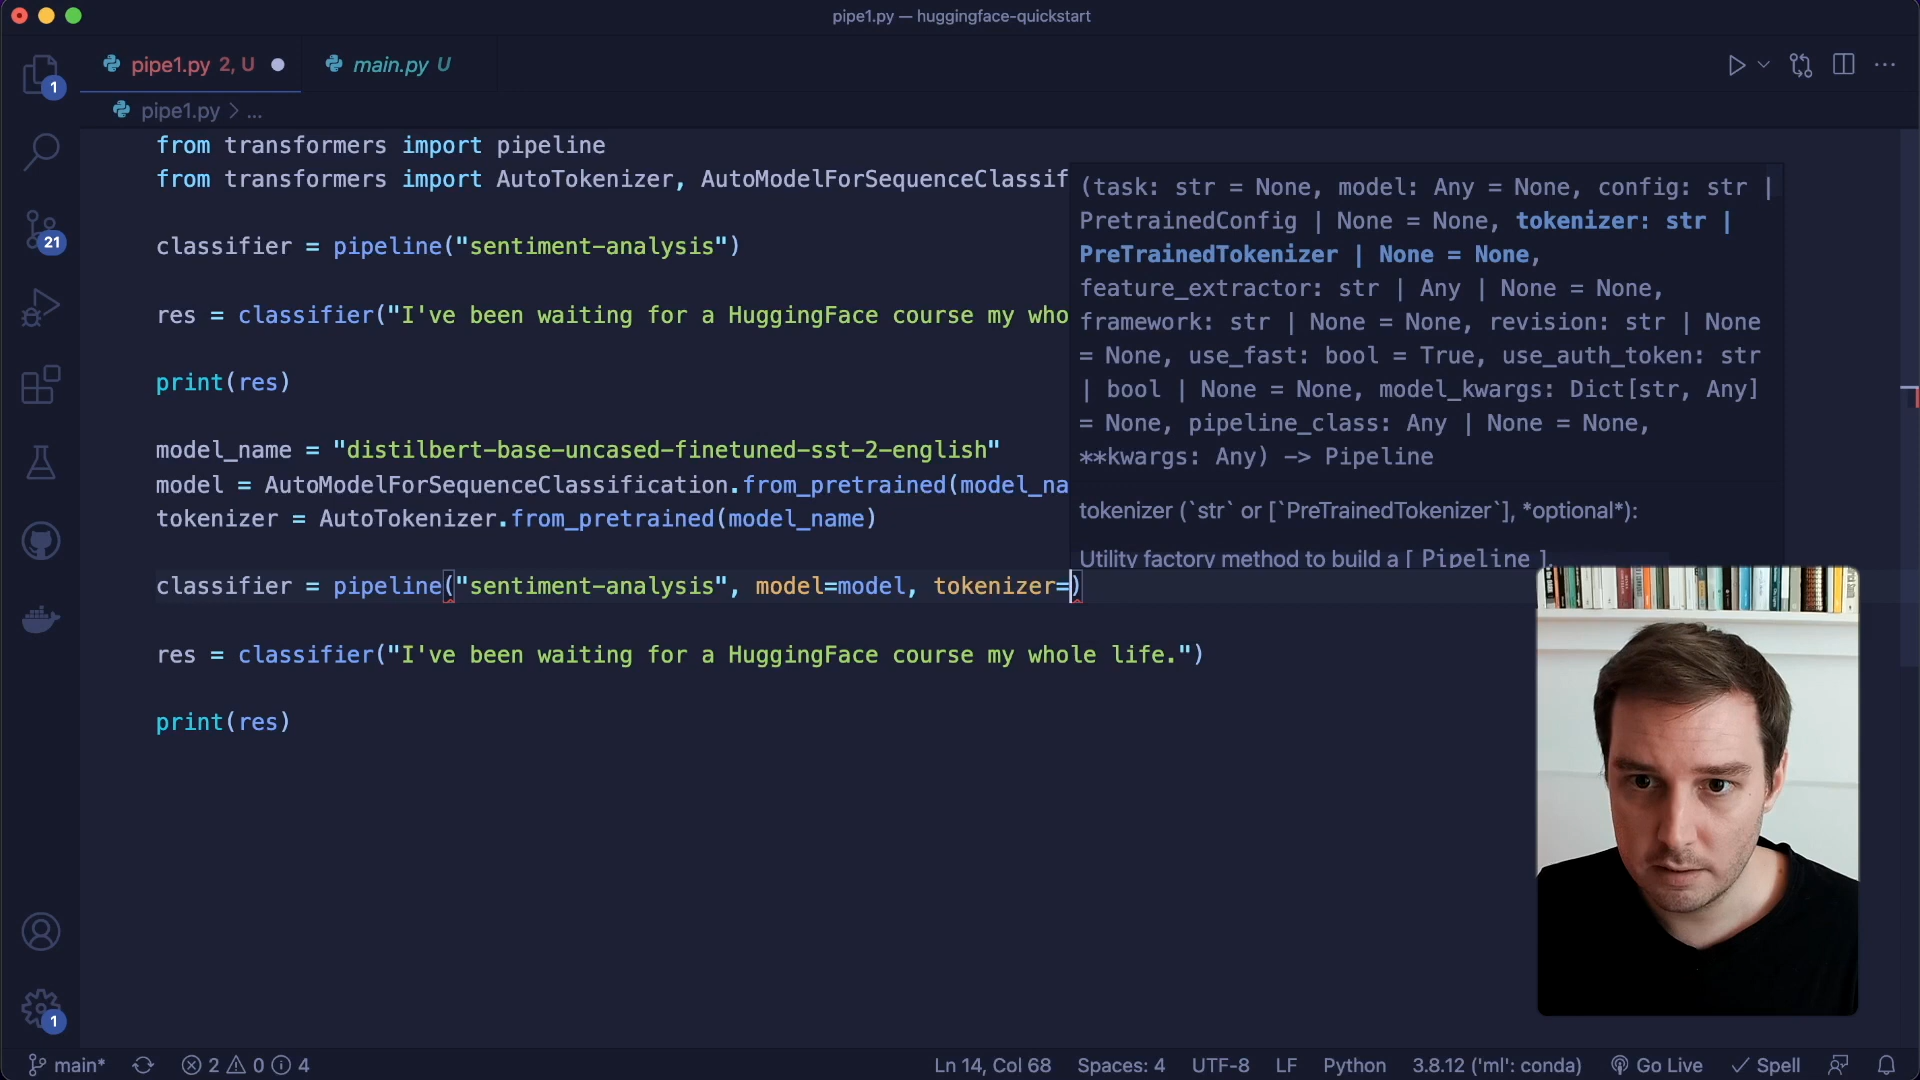 pipe1.py — huggingface-quickstart
pipe1.py 2, U
main.py U
1
pipe1.py > ...
from transformers import pipeline
from transformers import AutoTokenizer, AutoModelForSequenceClassif
(task: str = None, model: Any = None, config: str |
PretrainedConfig | None = None, tokenizer: str |
PreTrainedTokenizer | None = None,
feature_extractor: str | Any | None = None,
framework: str | None = None, revision: str | None
= None, use_fast: bool = True, use_auth_token: str
| bool | None = None, model_kwargs: Dict[str, Any]
= None, pipeline_class: Any | None = None,
**kwargs: Any) -> Pipeline
tokenizer (`str` or [`PreTrainedTokenizer`], *optional*):
Utility factory method to build a [ Pipeline ].
classifier = pipeline("sentiment-analysis")
21
res = classifier("I've been waiting for a HuggingFace course my who
print(res)
model_name = "distilbert-base-uncased-finetuned-sst-2-english"
model = AutoModelForSequenceClassification.from_pretrained(model_na
tokenizer = AutoTokenizer.from_pretrained(model_name)
classifier = pipeline("sentiment-analysis", model=model, tokenizer=)
res = classifier("I've been waiting for a HuggingFace course my whole life.")
print(res)
1
main* 2 0 4 Ln 14, Col 68 Spaces: 4 UTF-8 LF Python 3.8.12 ('ml': conda) Go Live Spell